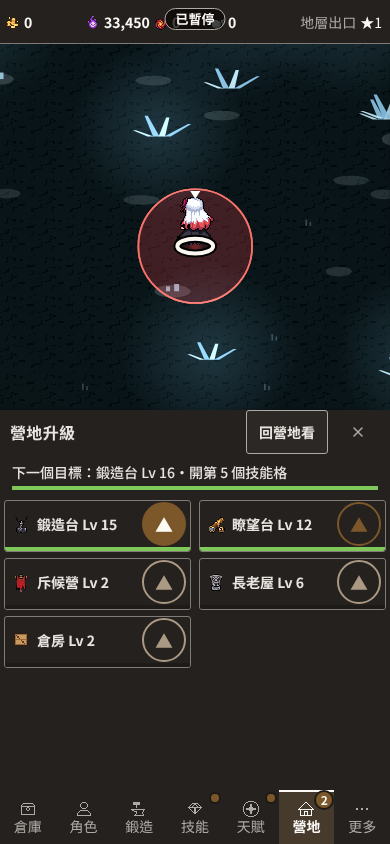 0 33,450 已暫停 0 地層出口 ★1
營地升級 回營地看 ×
下一個目標：鍛造台 Lv 16・開第 5 個技能格
鍛造台 Lv 15 瞭望台 Lv 12
斥候營 Lv 2 長老屋 Lv 6
倉房 Lv 2
2
倉庫 角色 鍛造 技能 天賦 營地 更多